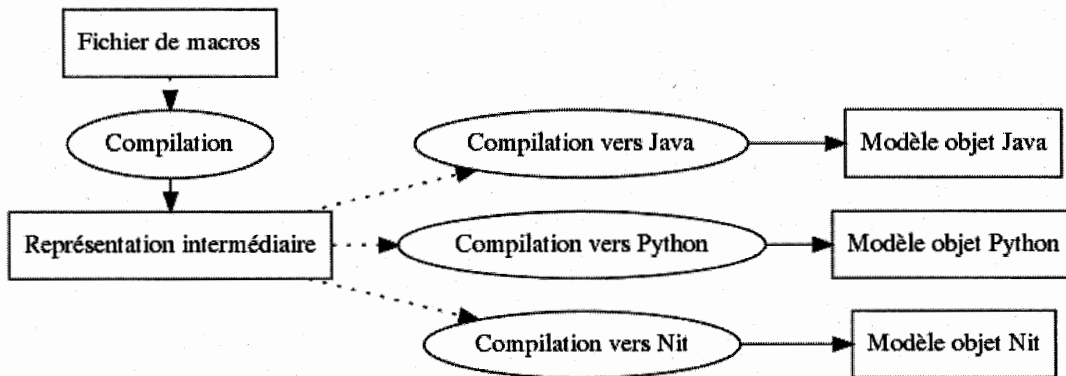 Fichier de macros
Compilation
Compilation vers Java
Modèle objet Java
Représentation intermédiaire
Compilation vers Python
Modèle objet Python
Compilation vers Nit
Modèle objet Nit